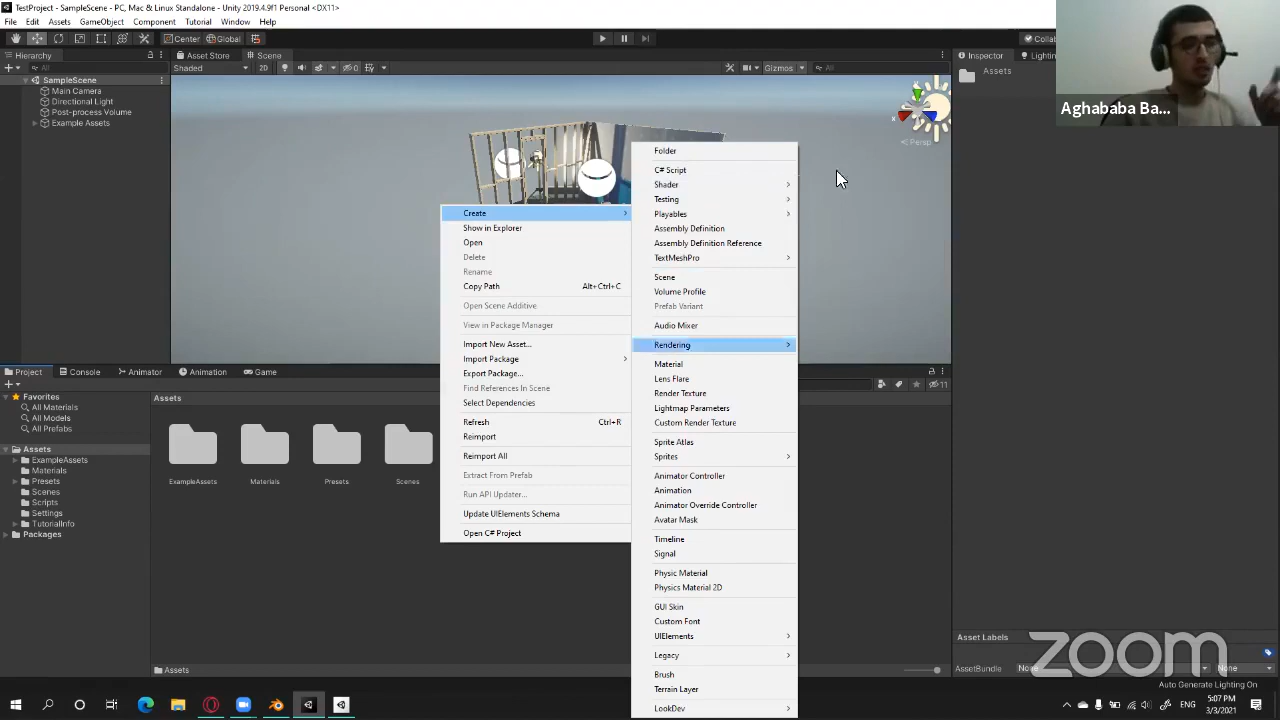 TestProject - SampleScene - PC, Mac & Linux Standalone - Unity 2019.4.9f1 Personal <DX11>
File Edit Assets GameObject Component Tutorial Window Help
Center Global
Hierarchy
Asset Store
Scene
Inspector
All
Shaded
2D
0
Gizmos
All
Assets
SampleScene
Main Camera
Directional Light
Post-process Volume
Example Assets
Persp
Aghababa Ba...
Create
Show in Explorer
Open
Delete
Rename
Copy Path Alt+Ctrl+C
Open Scene Additive
View in Package Manager
Import New Asset...
Import Package
Export Package...
Find References In Scene
Select Dependencies
Refresh Ctrl+R
Reimport
Reimport All
Extract From Prefab
Run API Updater...
Update UIElements Schema
Open C# Project
Folder
C# Script
Shader
Testing
Playables
Assembly Definition
Assembly Definition Reference
TextMeshPro
Scene
Volume Profile
Prefab Variant
Audio Mixer
Rendering
Material
Lens Flare
Render Texture
Lightmap Parameters
Custom Render Texture
Sprite Atlas
Sprites
Animator Controller
Animation
Animator Override Controller
Avatar Mask
Timeline
Signal
Physic Material
Physics Material 2D
GUI Skin
Custom Font
UIElements
Legacy
Brush
Terrain Layer
LookDev
Project
Console
Animator
Animation
Game
11
Favorites
All Materials
All Models
All Prefabs
Assets
ExampleAssets
Materials
Presets
Scenes
Scripts
Settings
TutorialInfo
Packages
Assets
ExampleAssets
Materials
Presets
Scenes
Assets
Asset Labels
AssetBundle
None
None
Auto Generate Lighting On
zoom
ENG
5:07 PM
3/3/2021